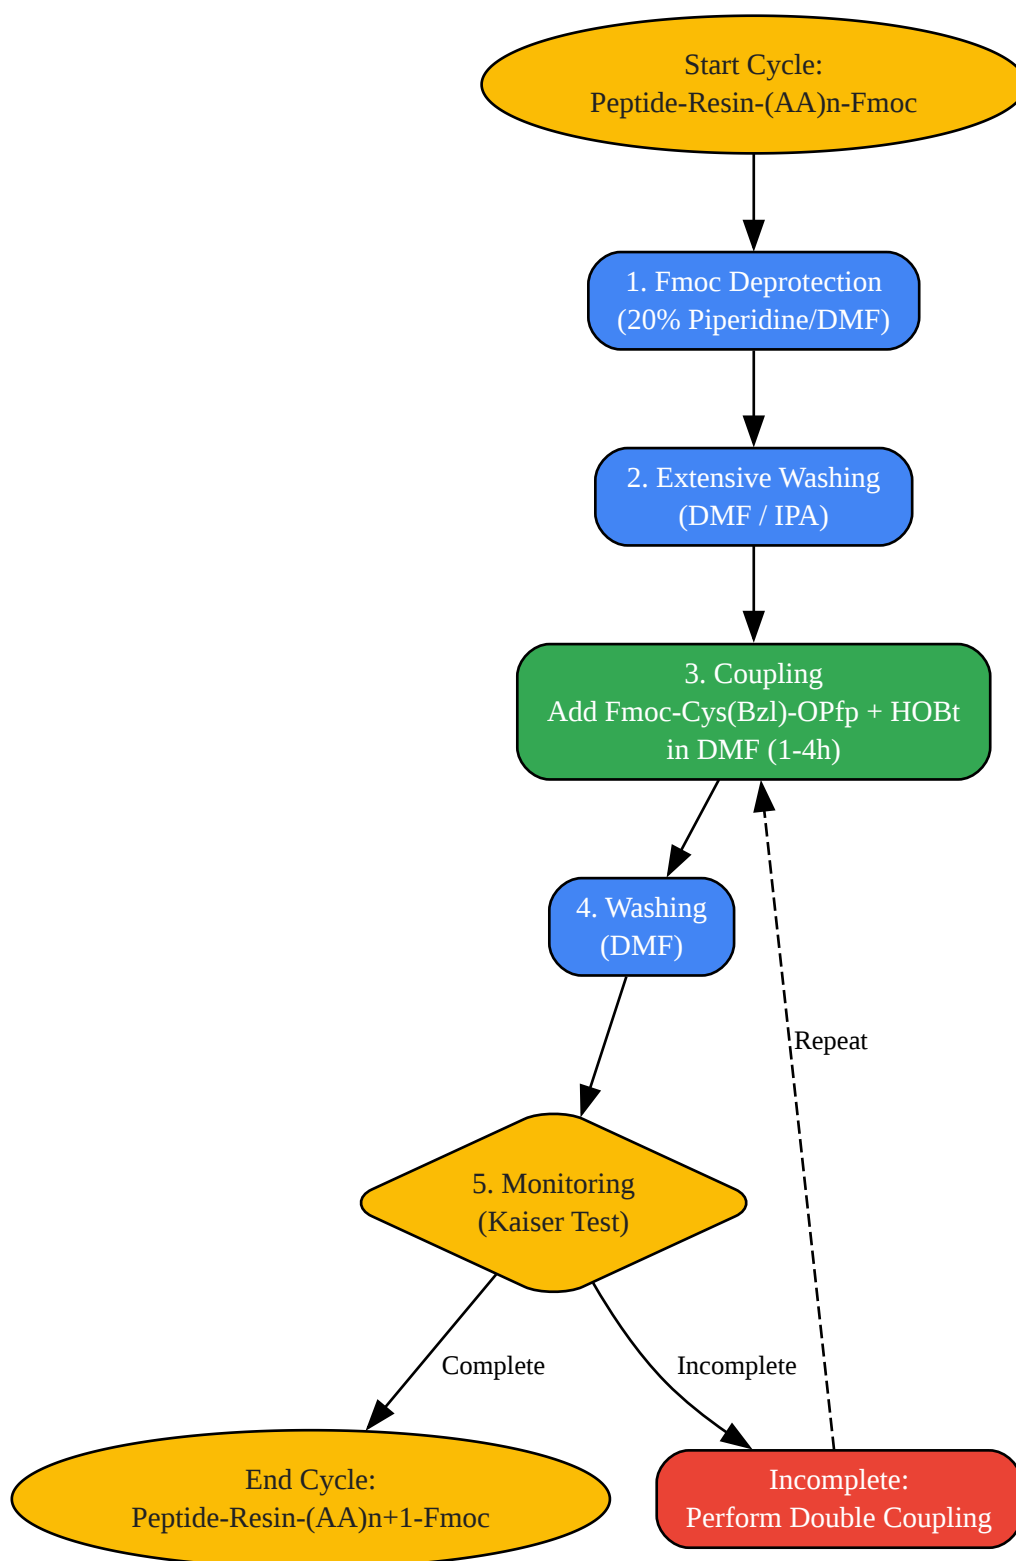 Start Cycle:
Peptide-Resin-(AA)n-Fmoc
1. Fmoc Deprotection
(20% Piperidine/DMF)
2. Extensive Washing
(DMF / IPA)
3. Coupling
Add Fmoc-Cys(Bzl)-OPfp + HOBt
in DMF (1-4h)
4. Washing
(DMF)
Repeat
5. Monitoring
(Kaiser Test)
Complete
Incomplete
End Cycle:
Peptide-Resin-(AA)n+1-Fmoc
Incomplete:
Perform Double Coupling